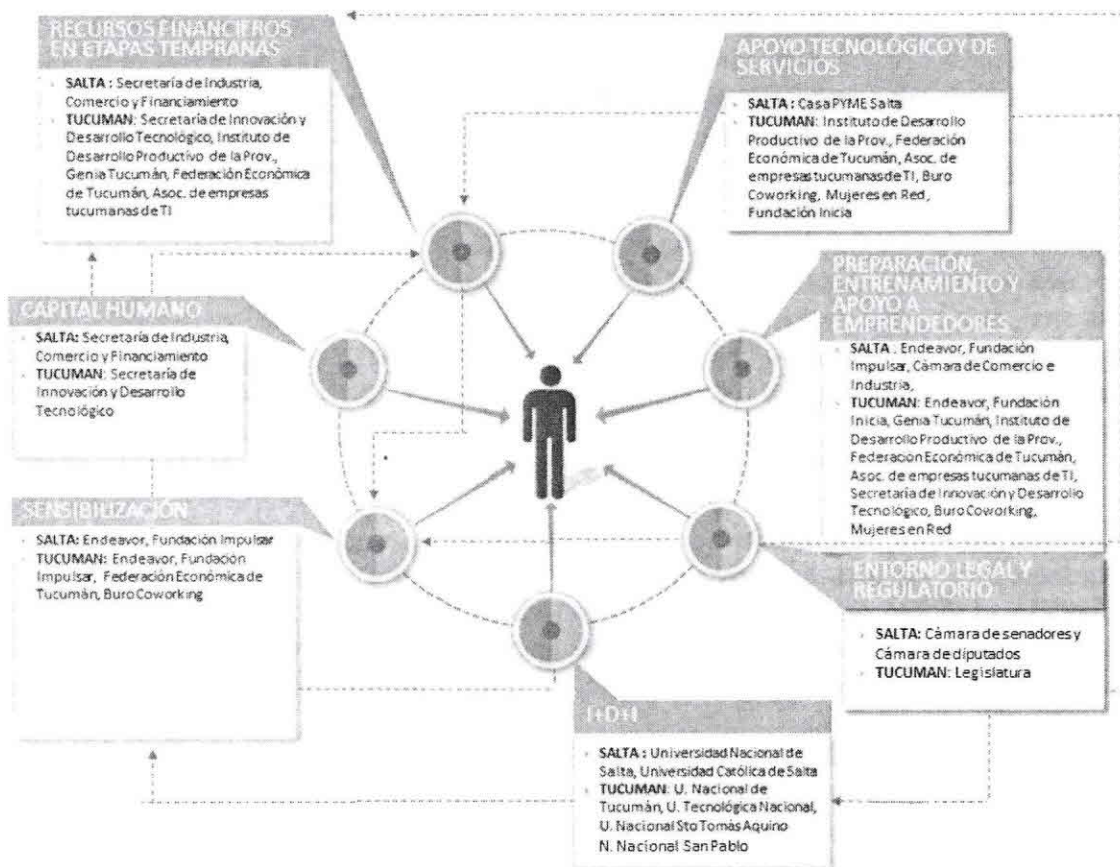 RECURSOS FINANCIEROS
EN ETAPAS TEMPRANAS
SALTA : Secretaría de Industria,
Comercio y Financiamiento
TUCUMAN: Secretaría de Innovación y
Desarrollo Tecnológico, Instituto de
Desarrollo Productivo de la Prov.,
Genia Tucumán, Federación Económica
de Tucumán, Asoc. de empresas
tucumanas de TI
APOYO TECNOLÓGICO Y DE
SERVICIOS
SALTA : Casa PYME Salta
TUCUMAN: Instituto de Desarrollo
Productivo de la Prov., Federación
Económica de Tucumán, Asoc. de
empresas tucumanas de TI, Buro
Coworking, Mujeres en Red,
Fundación Inicia
CAPITAL HUMANO
SALTA: Secretaría de Industria,
Comercio y Financiamiento
TUCUMAN: Secretaría de
Innovación y Desarrollo
Tecnológico
PREPARACIÓN,
ENTRENAMIENTO Y
APOYO A
EMPRENDEDORES
SALTA . Endeavor, Fundación
Impulsar, Cámara de Comercio e
Industria,
TUCUMAN: Endeavor, Fundación
Inicia, Genia Tucumán, Instituto de
Desarrollo Productivo de la Prov.,
Federacion Económica de Tucumán,
Asoc. de empresas tucumanas de TI,
Secretaría de Innovación y Desarrollo
Tecnológico, Buro Coworking,
Mujeres en Red
SENSIBILIZACIÓN
SALTA: Endeavor, Fundación Impulsar
TUCUMAN: Endeavor, Fundación
Impulsar, Federación Económica de
Tucumán, Buro Coworking
ENTORNO LEGAL Y
REGULATORIO
SALTA: Cámara de senadores y
Cámara de diputados
TUCUMAN: Legislatura
I+D+I
SALTA : Universidad Nacional de
Salta, Universidad Católica de Salta
TUCUMAN: U. Nacional de
Tucumán, U. Tecnológica Nacional,
U. Nacional Sto Tomás Aquino
N. Nacional San Pablo